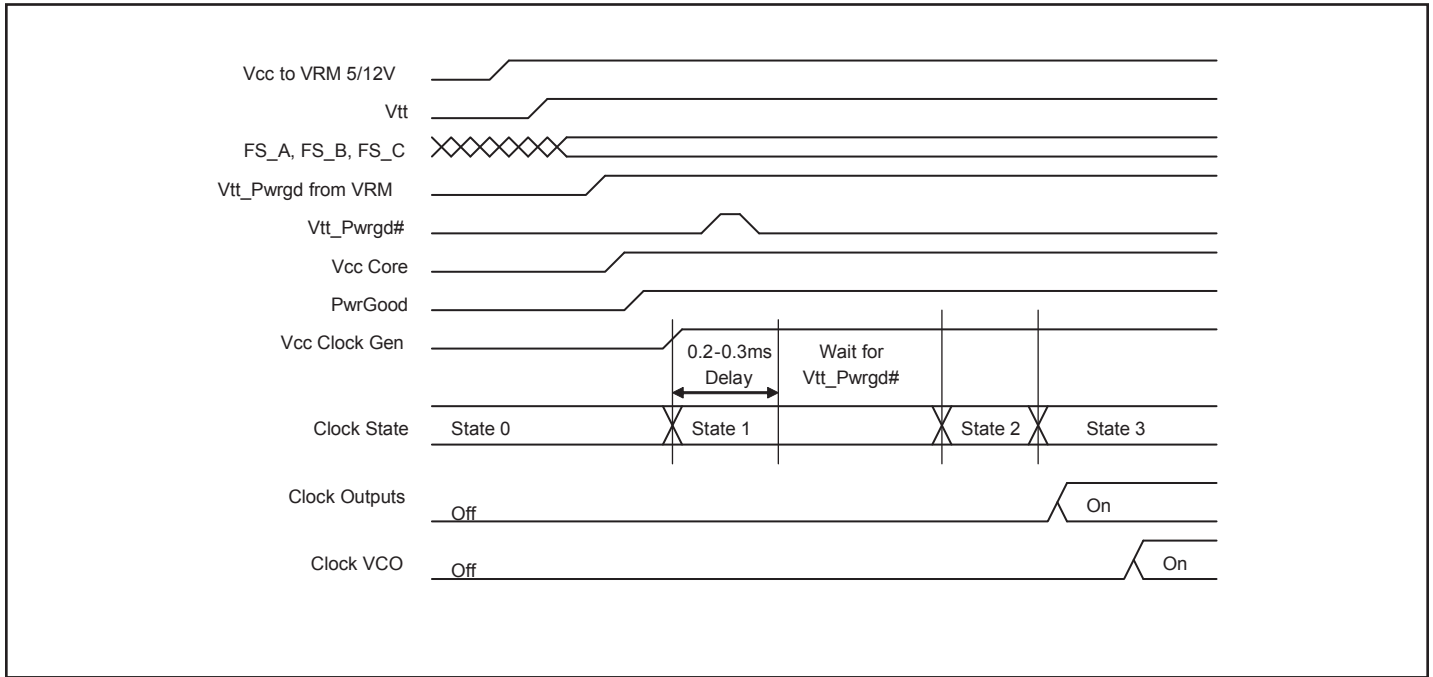 Vcc to VRM 5/12V
Vtt
FS_A, FS_B, FS_C
Vtt_Pwrgd from VRM
Vtt_Pwrgd#
Vcc Core
PwrGood
Vcc Clock Gen
0.2-0.3ms
Delay
Wait for
Vtt_Pwrgd#
Clock State
State 0
State 1
State 2
State 3
Clock Outputs
Off
On
Clock VCO
Off
On